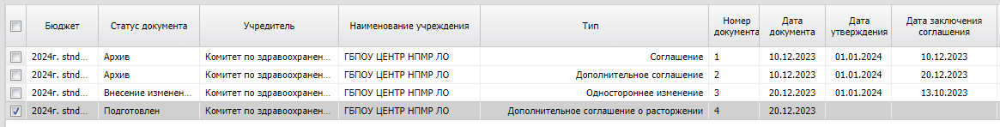 Бюджет Статус документа Учредитель Наименование учреждения Тип Номер документа Дата документа Дата утверждения Дата заключения соглашения
2024г. stnd... Архив Комитет по здравоохранен... ГБПОУ ЦЕНТР НПМР ЛО Соглашение 1 10.12.2023 01.01.2024 10.12.2023
2024г. stnd... Архив Комитет по здравоохранен... ГБПОУ ЦЕНТР НПМР ЛО Дополнительное соглашение 2 10.12.2023 01.01.2024 20.12.2023
2024г. stnd... Внесение изменен... Комитет по здравоохранен... ГБПОУ ЦЕНТР НПМР ЛО Одностороннее изменение 3 20.12.2023 01.01.2024 13.10.2023
2024г. stnd... Подготовлен Комитет по здравоохранен... ГБПОУ ЦЕНТР НПМР ЛО Дополнительное соглашение о расторжении 4 20.12.2023